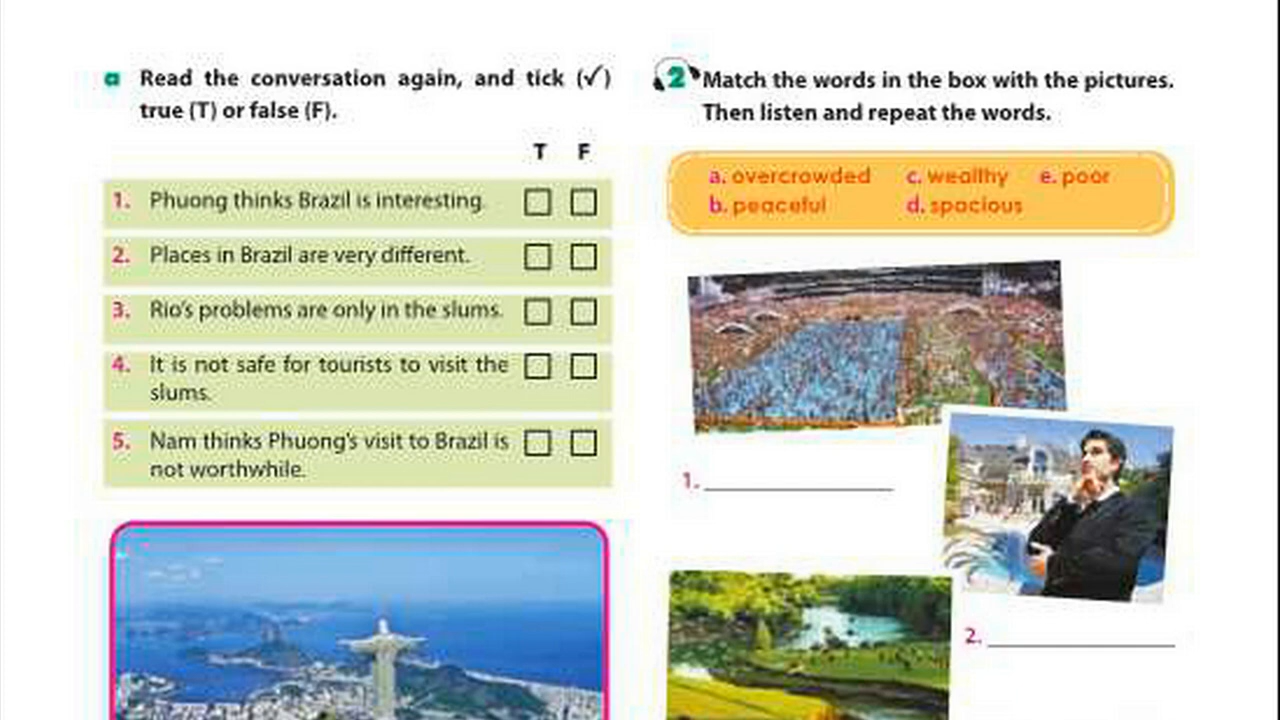 a Read the conversation again, and tick (✓)
true (T) or false (F).
T F
1. Phuong thinks Brazil is interesting.
2. Places in Brazil are very different.
3. Rio's problems are only in the slums.
4. It is not safe for tourists to visit the
slums.
5. Nam thinks Phuong's visit to Brazil is
not worthwhile.
2 Match the words in the box with the pictures.
Then listen and repeat the words.
a. overcrowded c. wealthy e. poor
b. peaceful d. spacious
1. ____________
2. ____________